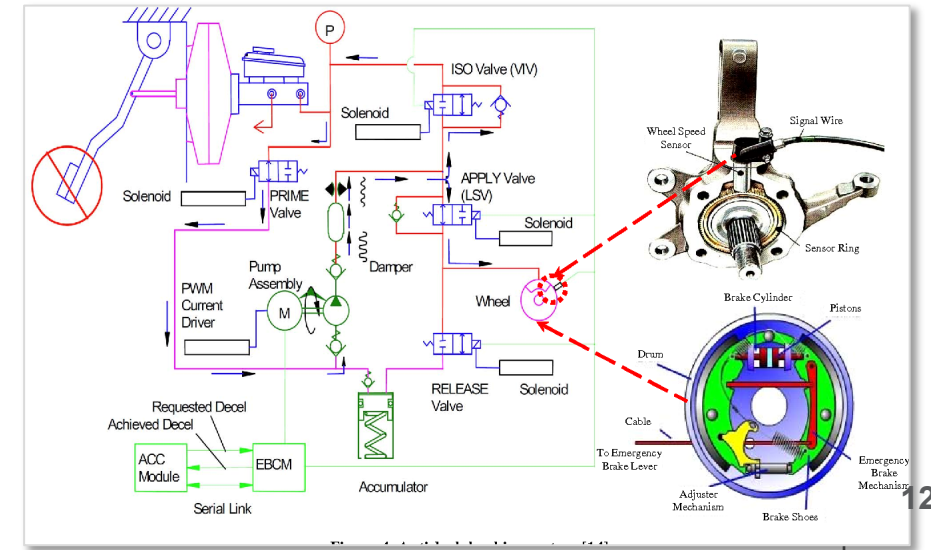 P
ISO Valve (VIV)
Solenoid
Solenoid
PRIME
Valve
APPLY Valve
(LSV)
Solenoid
Damper
Pump
Assembly
M
PWM
Current
Driver
Wheel
RELEASE
Valve
Solenoid
Requested Decel
Achieved Decel
ACC
Module
EBCM
Serial Link
Accumulator
Wheel Speed
Sensor
Signal Wire
Sensor Ring
Brake Cylinder
Pistons
Drum
Cable
To Emergency
Brake Lever
Adjuster
Mechanism
Brake Shoes
Emergency
Brake
Mechanism
12